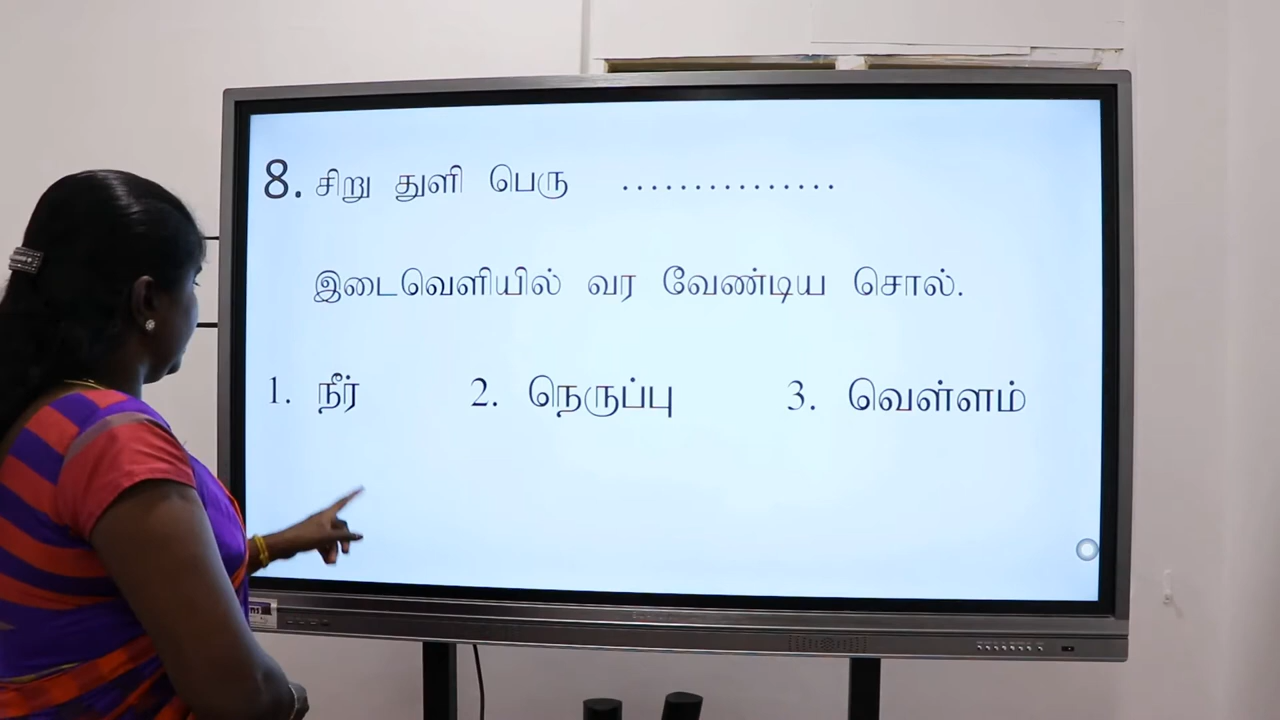 8. சிறு துளி பெரு ...............
இடைவெளியில் வர வேண்டிய சொல்.
1. நீர் 2. நெருப்பு 3. வெள்ளம்